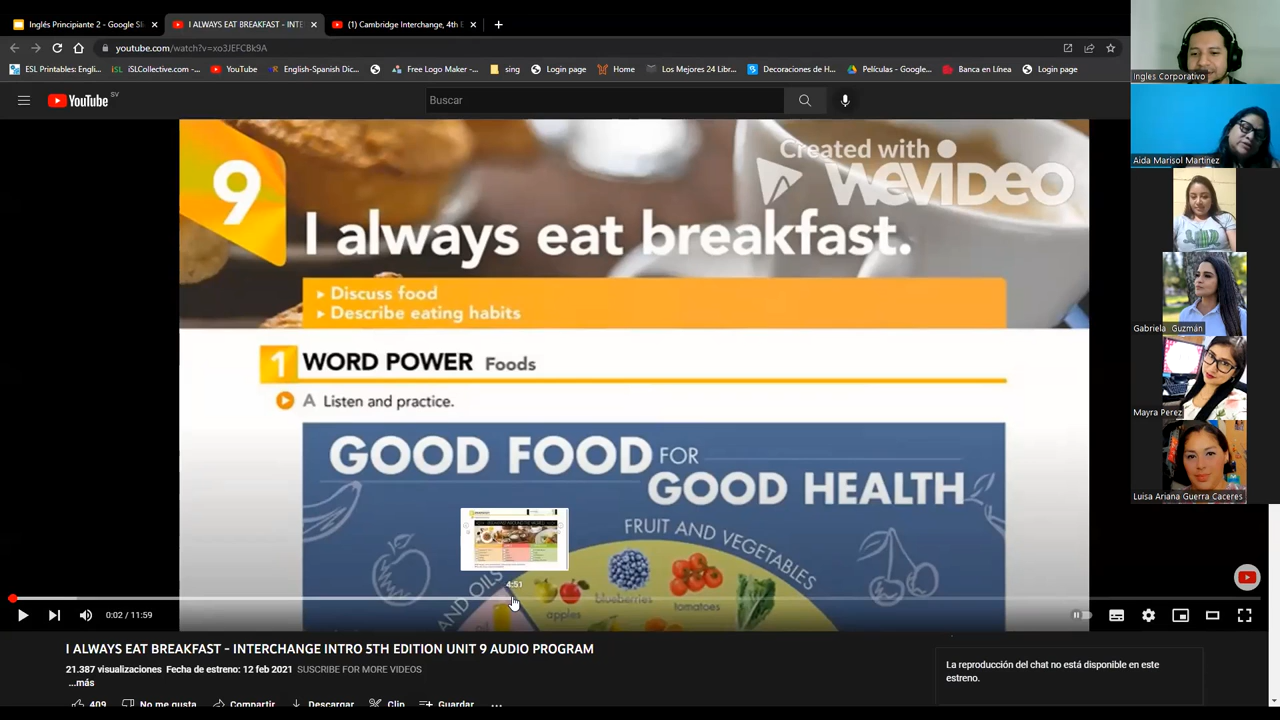 Inglés Principiante 2 - Google Sli
I ALWAYS EAT BREAKFAST - INTE
(1) Cambridge Interchange, 4th E
youtube.com/watch?v=xo3JEFCBk9A
ESL Printables: Engli...
iSLCollective.com -...
YouTube
English-Spanish Dic...
Free Logo Maker -...
sing
Login page
Home
Los Mejores 24 Libr...
Decoraciones de H...
Películas - Google...
Banca en Línea
Login page
YouTube SV
Buscar
Ingles Corporativo
Aida Marisol Martinez
Gabriela Guzmán
Mayra Perez
Luisa Ariana Guerra Caceres
Created with
WEVIDEO
9
I always eat breakfast.
▸ Discuss food
▸ Describe eating habits
1 WORD POWER Foods
A Listen and practice.
GOOD FOOD FOR
GOOD HEALTH
FRUIT AND VEGETABLES
AND OILS
apples
blueberries
tomatoes
4:51
0:02 / 11:59
I ALWAYS EAT BREAKFAST - INTERCHANGE INTRO 5TH EDITION UNIT 9 AUDIO PROGRAM
21.387 visualizaciones Fecha de estreno: 12 feb 2021 SUSCRIBE FOR MORE VIDEOS
...más
409 No me gusta Compartir Descargar Clip Guardar
La reproducción del chat no está disponible en este
estreno.